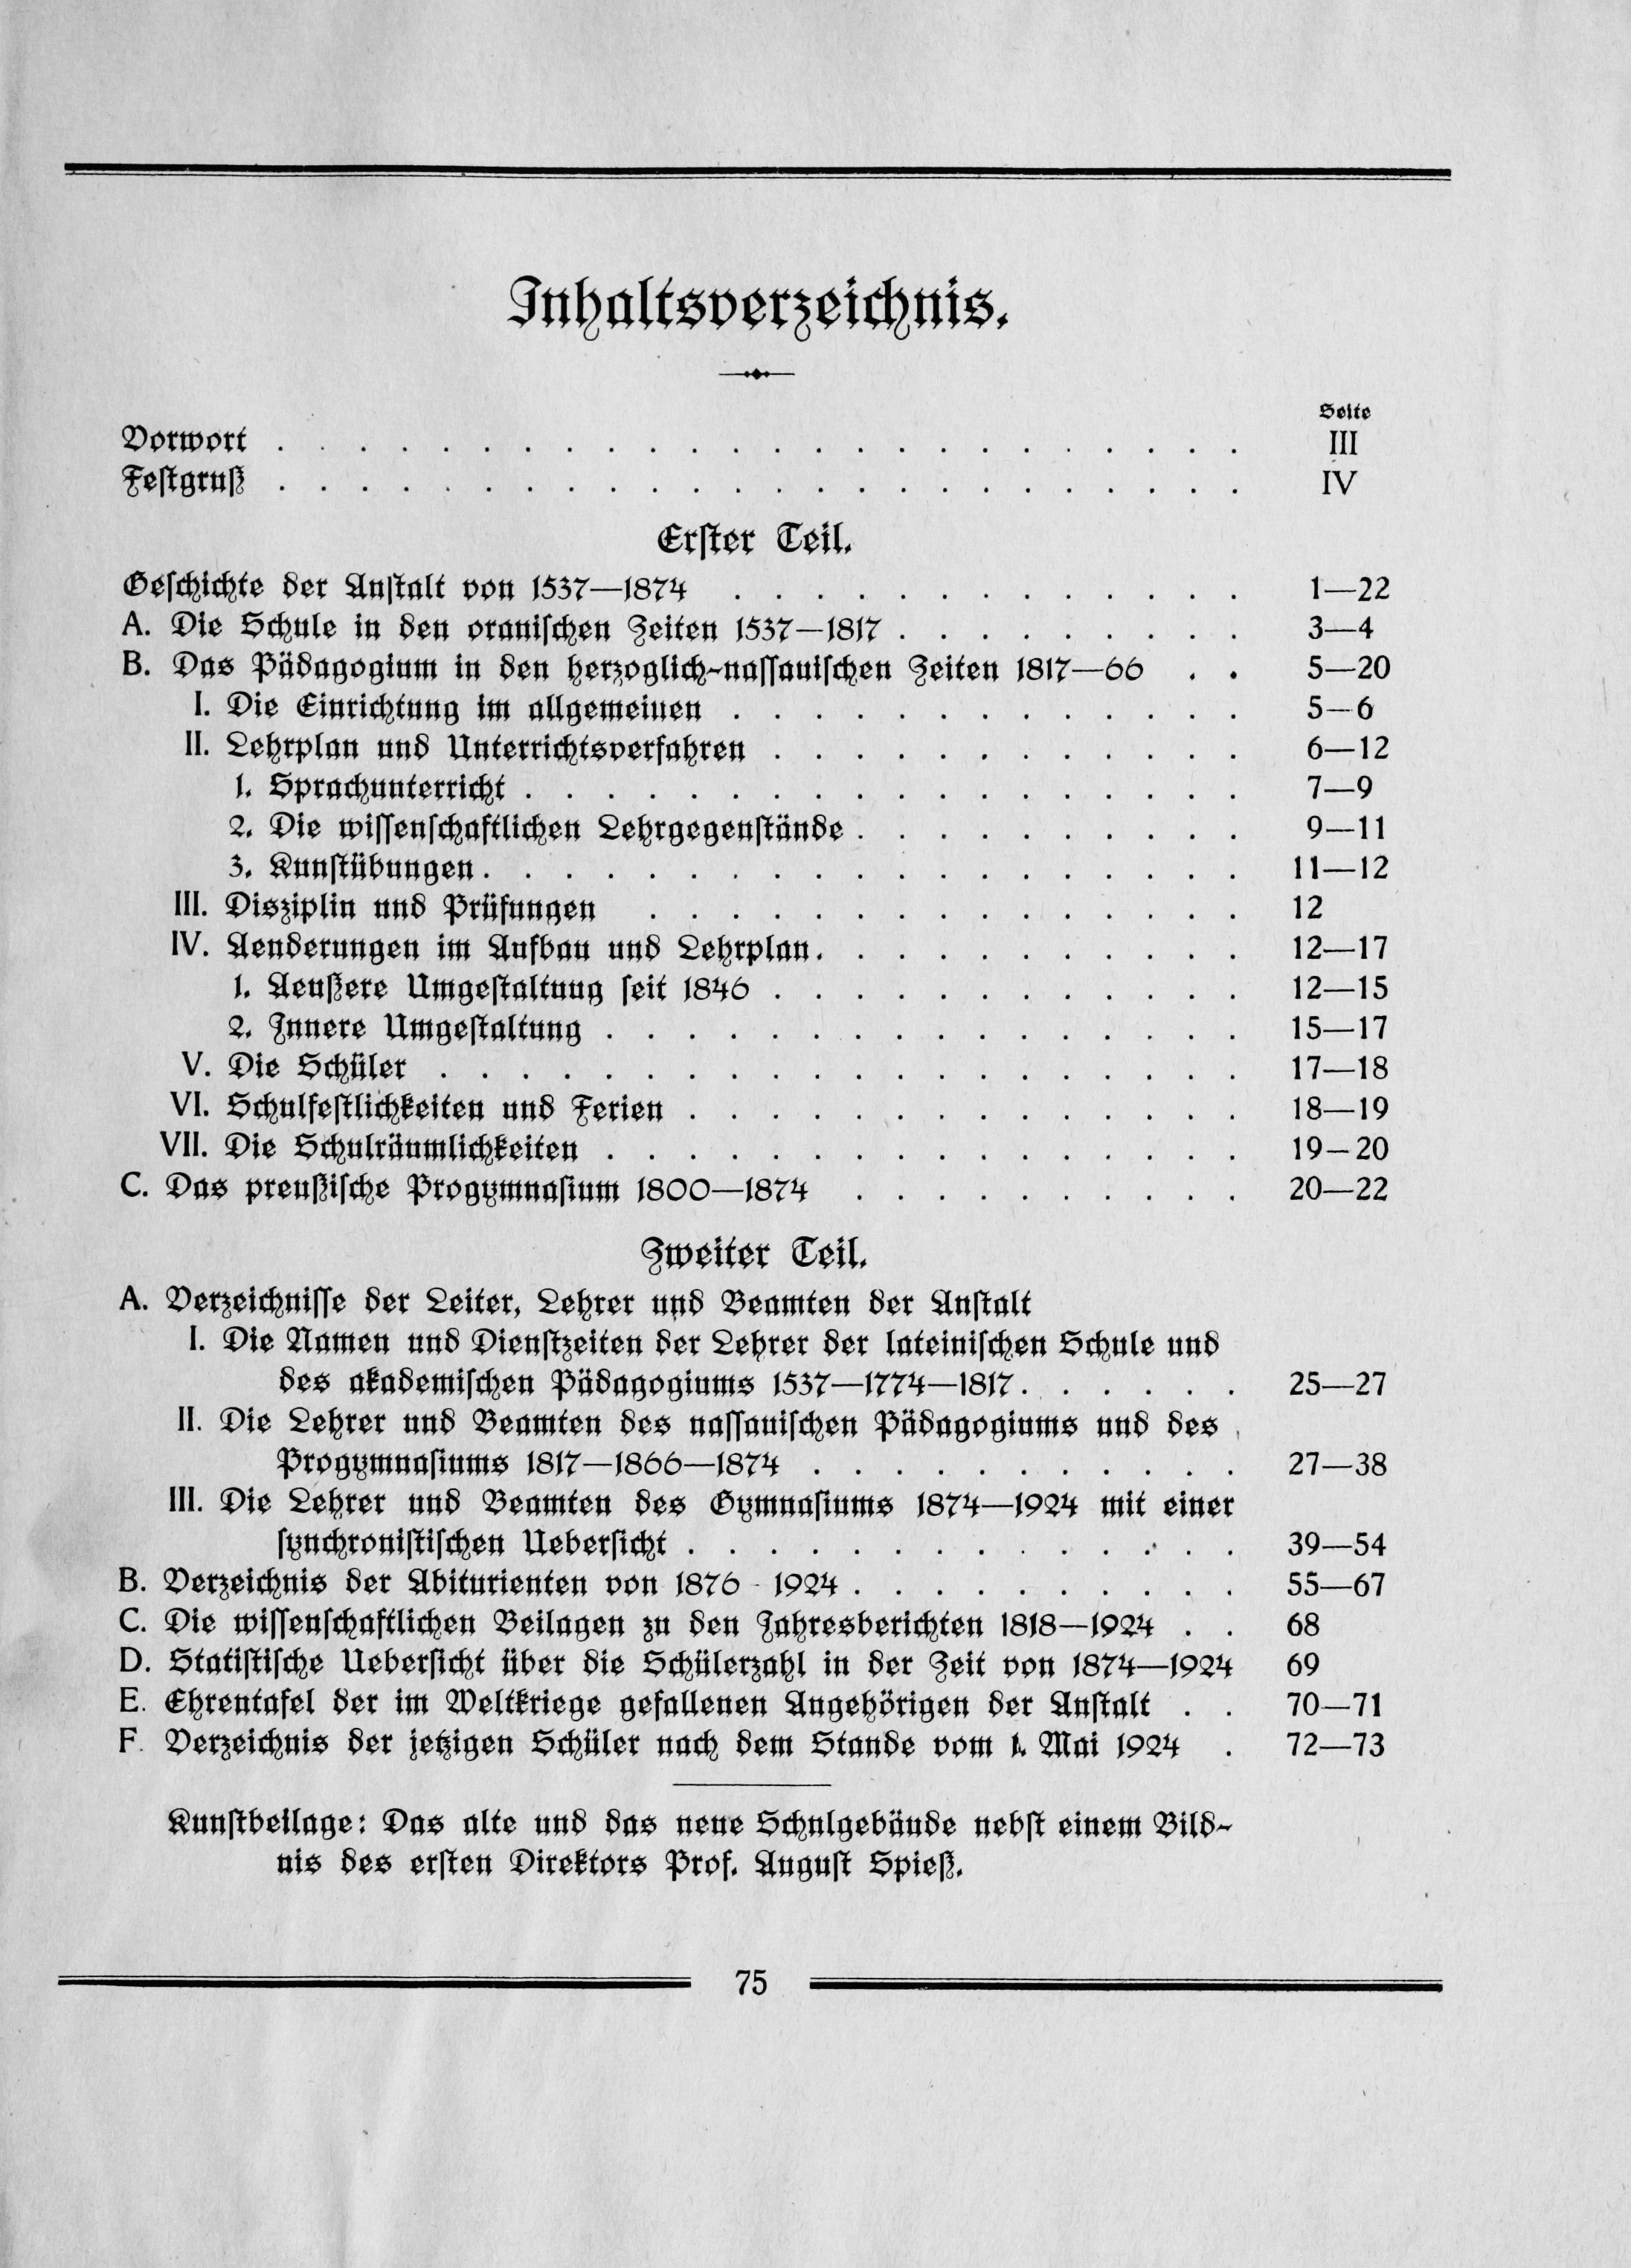 Inhaltsverzeichnis.
Seite
Vorwort . . . . . . . . . . . . . . . . . . . . . . . . III
Festgruß . . . . . . . . . . . . . . . . . . . . . . . . IV
Erster Teil.
Geschichte der Anstalt von 1537—1874 . . . . . . . . . . . . . 1—22
A. Die Schule in den oranischen Zeiten 1537—1817 . . . . . . . . . 3—4
B. Das Pädagogium in den herzoglich-nassauischen Zeiten 1817—66 . . 5—20
I. Die Einrichtung im allgemeinen . . . . . . . . . . . . . 5—6
II. Lehrplan und Unterrichtsverfahren . . . . . . . . . . . . 6—12
1. Sprachunterricht . . . . . . . . . . . . . . . . . . 7—9
2. Die wissenschaftlichen Lehrgegenstände . . . . . . . . . . 9—11
3. Kunstübungen . . . . . . . . . . . . . . . . . . . 11—12
III. Disziplin und Prüfungen . . . . . . . . . . . . . . . 12
IV. Aenderungen im Aufbau und Lehrplan . . . . . . . . . . . 12—17
1. Aeußere Umgestaltung seit 1846 . . . . . . . . . . . . 12—15
2. Innere Umgestaltung . . . . . . . . . . . . . . . . 15—17
V. Die Schüler . . . . . . . . . . . . . . . . . . . . 17—18
VI. Schulfestlichkeiten und Ferien . . . . . . . . . . . . . . 18—19
VII. Die Schulräumlichkeiten . . . . . . . . . . . . . . . . 19—20
C. Das preußische Progymnasium 1800—1874 . . . . . . . . . . 20—22
Zweiter Teil.
A. Verzeichnisse der Leiter, Lehrer und Beamten der Anstalt
I. Die Namen und Dienstzeiten der Lehrer der lateinischen Schule und
des akademischen Pädagogiums 1537—1774—1817 . . . . . . 25—27
II. Die Lehrer und Beamten des nassauischen Pädagogiums und des
Progymnasiums 1817—1866—1874 . . . . . . . . . . . 27—38
III. Die Lehrer und Beamten des Gymnasiums 1874—1924 mit einer
synchronistischen Uebersicht . . . . . . . . . . . . . . 39—54
B. Verzeichnis der Abiturienten von 1876 - 1924 . . . . . . . . . . 55—67
C. Die wissenschaftlichen Beilagen zu den Jahresberichten 1818—1924 . . 68
D. Statistische Uebersicht über die Schülerzahl in der Zeit von 1874—1924 69
E. Ehrentafel der im Weltkriege gefallenen Angehörigen der Anstalt . . 70—71
F. Verzeichnis der jetzigen Schüler nach dem Stande vom 1. Mai 1924 . 72—73
Kunstbeilage: Das alte und das neue Schulgebäude nebst einem Bild-
nis des ersten Direktors Prof. August Spieß.
75